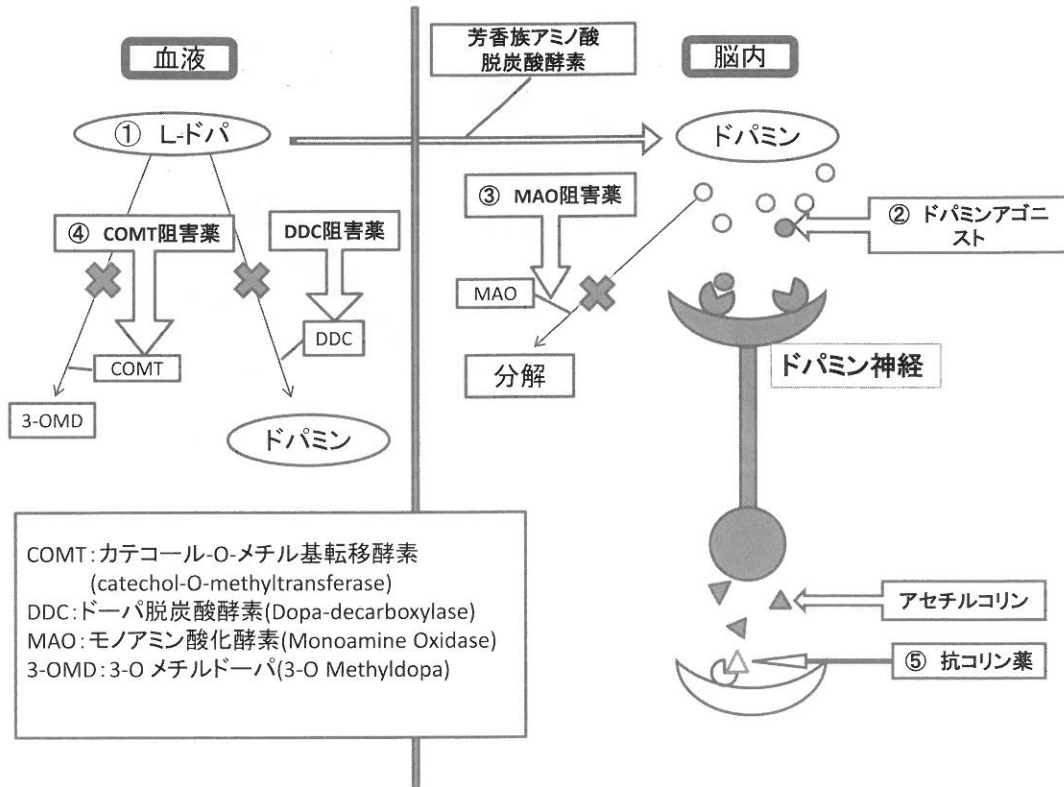 血液
芳香族アミノ酸
脱炭酸酵素
脳内
① L-ドパ
ドパミン
④ COMT阻害薬
DDC阻害薬
③ MAO阻害薬
② ドパミンアゴニ
スト
MAO
DDC
COMT
分解
ドパミン神経
3-OMD
ドパミン
COMT:カテコール-O-メチル基転移酵素
(catechol-O-methyltransferase)
DDC:ドーパ脱炭酸酵素(Dopa-decarboxylase)
MAO:モノアミン酸化酵素(Monoamine Oxidase)
3-OMD:3-O メチルドーパ(3-O Methyldopa)
アセチルコリン
⑤ 抗コリン薬